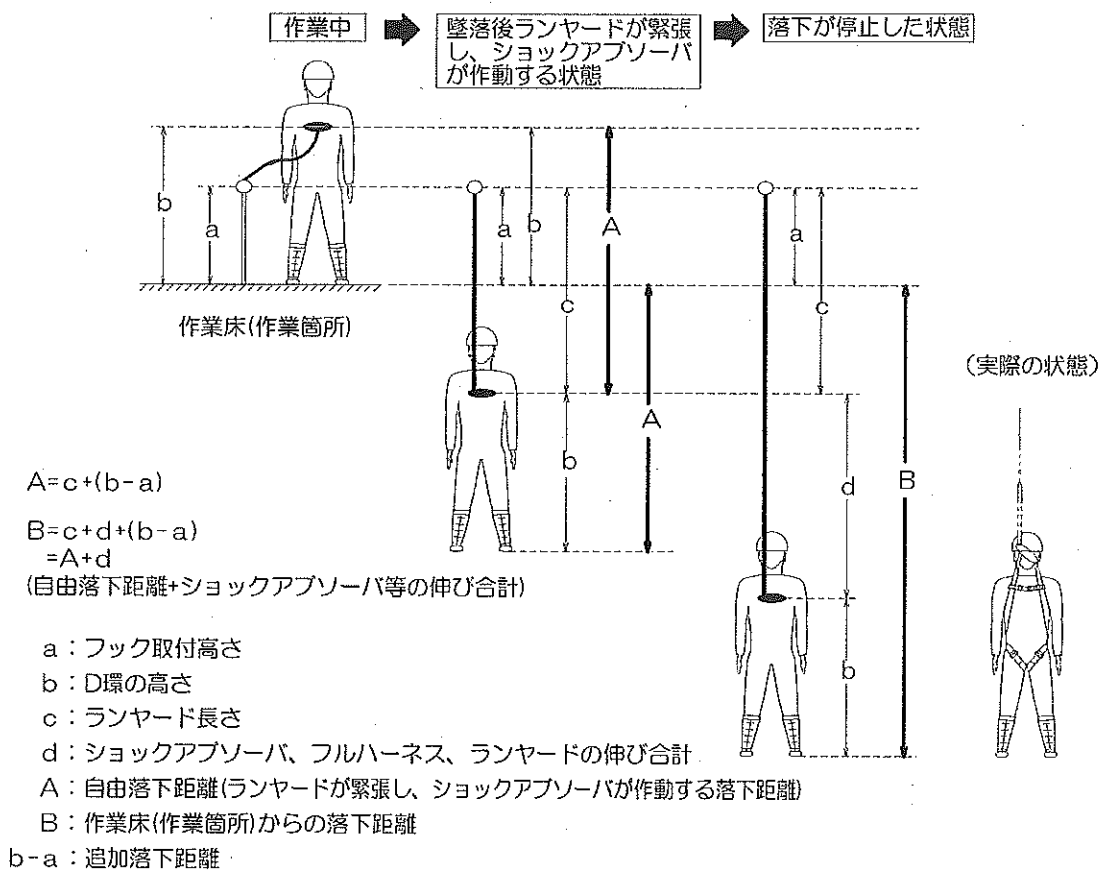 作業中
墜落後ランヤードが緊張
し、ショックアブソーバ
が作動する状態
落下が停止した状態
b
a
作業床(作業箇所)
a
b
A
c
A
b
a
c
d
b
B
(実際の状態)
A=c+(b-a)
B=c+d+(b-a)
=A+d
(自由落下距離+ショックアブソーバ等の伸び合計)
a：フック取付高さ
b：D環の高さ
c：ランヤード長さ
d：ショックアブソーバ、フルハーネス、ランヤードの伸び合計
A：自由落下距離(ランヤードが緊張し、ショックアブソーバが作動する落下距離)
B：作業床(作業箇所)からの落下距離
b-a：追加落下距離